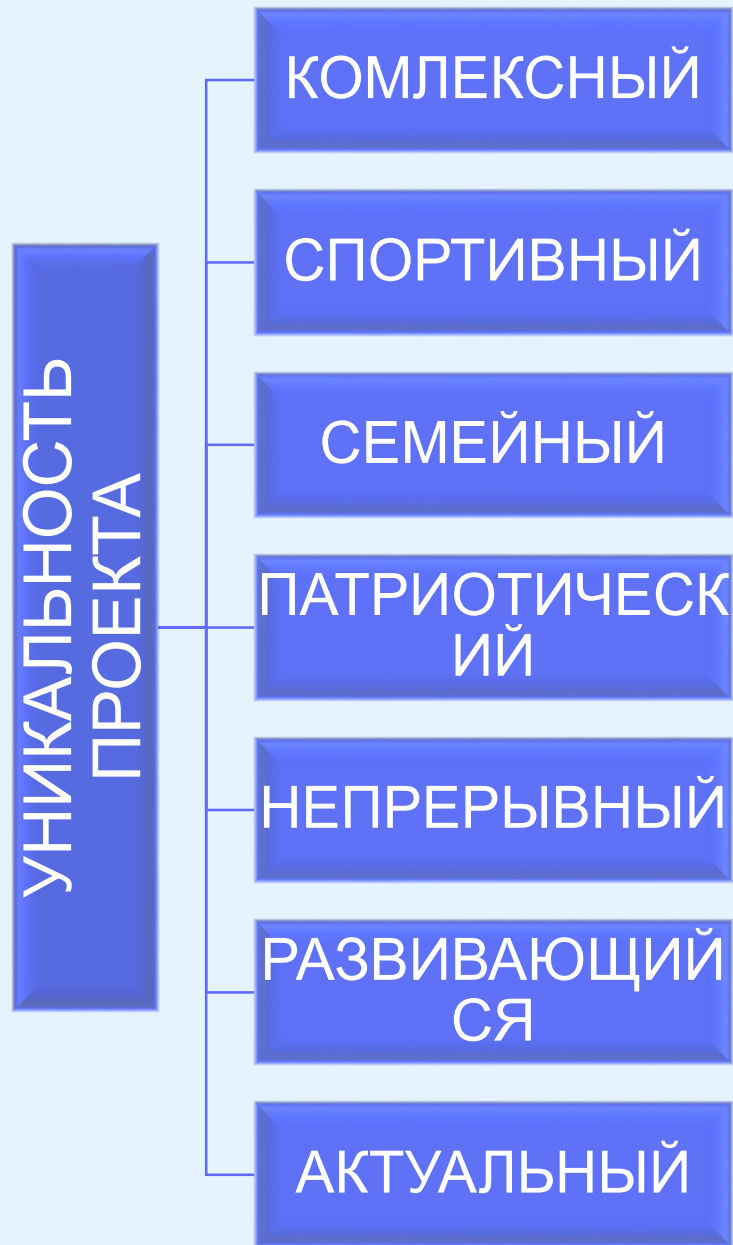 УНИКАЛЬНОСТЬ
ПРОЕКТА
КОМЛЕКСНЫЙ
СПОРТИВНЫЙ
СЕМЕЙНЫЙ
ПАТРИОТИЧЕСК
ИЙ
НЕПРЕРЫВНЫЙ
РАЗВИВАЮЩИЙ
СЯ
АКТУАЛЬНЫЙ